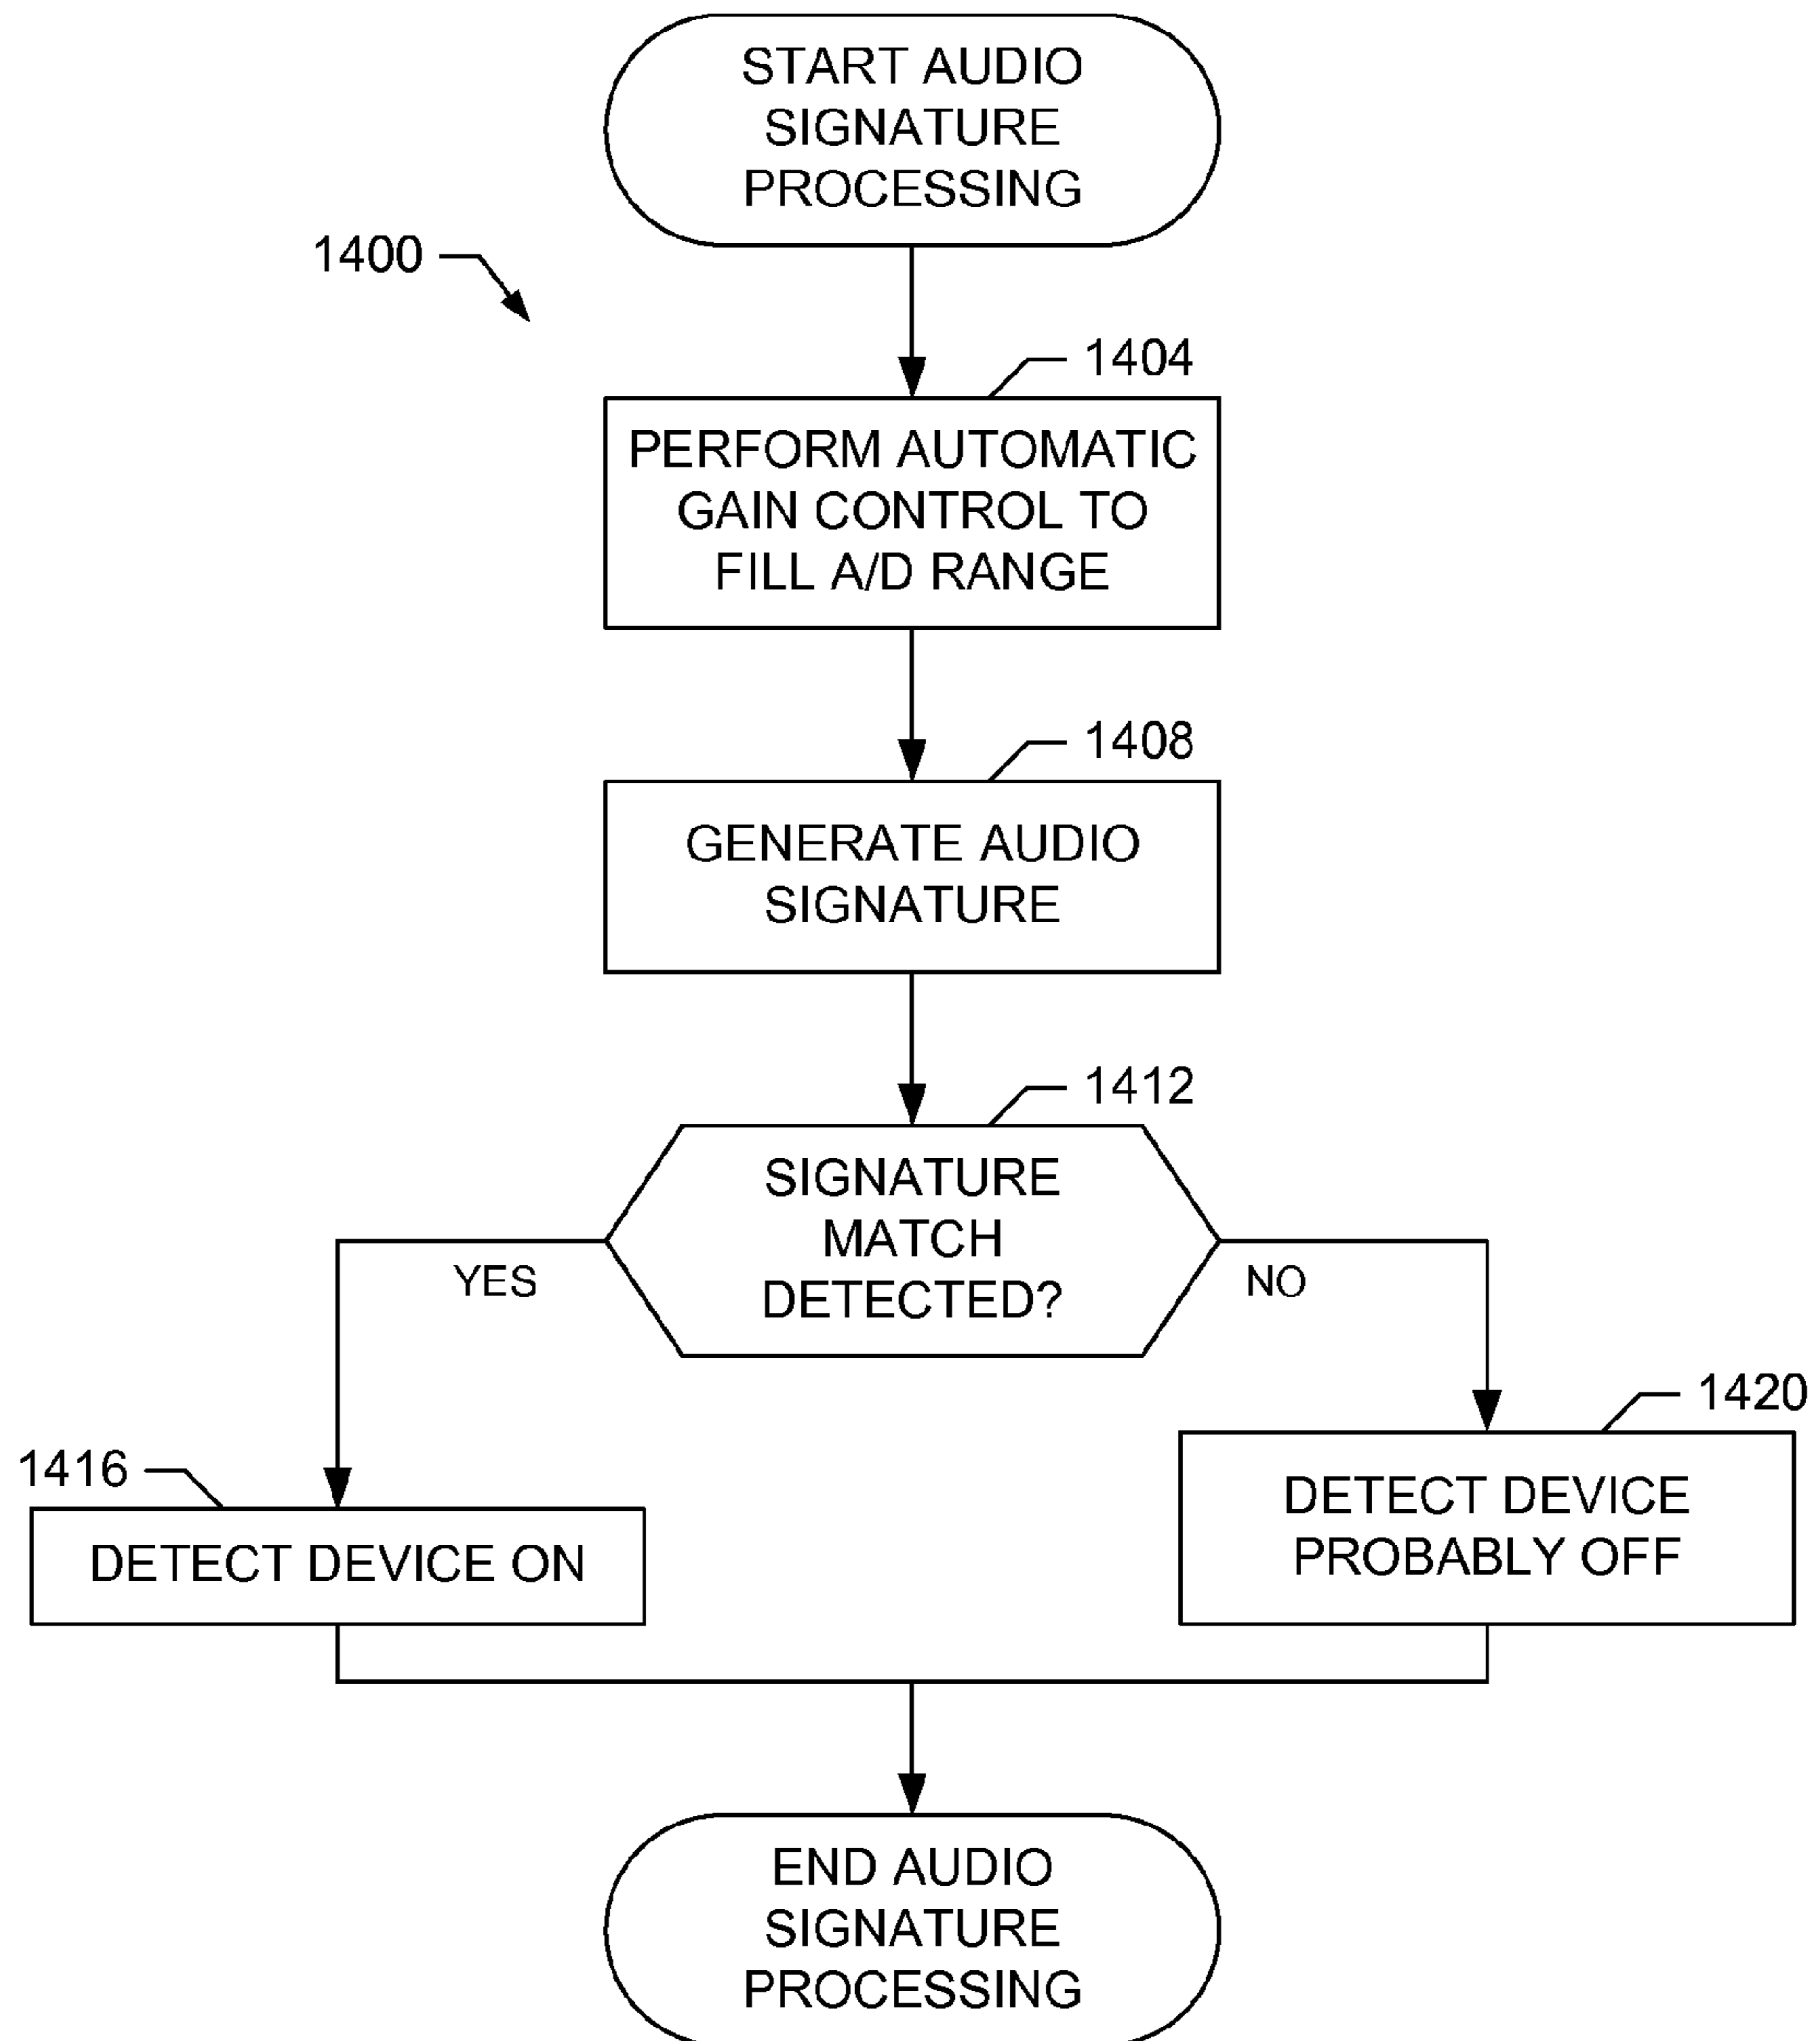 START AUDIO
SIGNATURE
PROCESSING
1400
1404
PERFORM AUTOMATIC
GAIN CONTROL TO
FILL A/D RANGE
1408
GENERATE AUDIO
SIGNATURE
1412
SIGNATURE
MATCH
DETECTED?
YES
NO
1416
DETECT DEVICE ON
1420
DETECT DEVICE
PROBABLY OFF
END AUDIO
SIGNATURE
PROCESSING